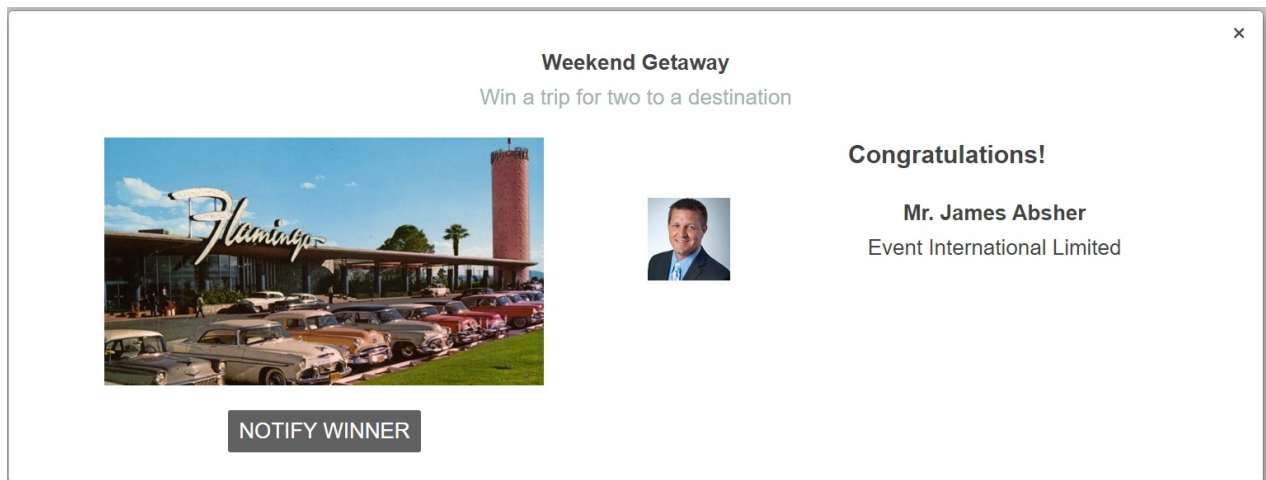 ×
Weekend Getaway
Win a trip for two to a destination
Flamingo
NOTIFY WINNER
Congratulations!
Mr. James Absher
Event International Limited